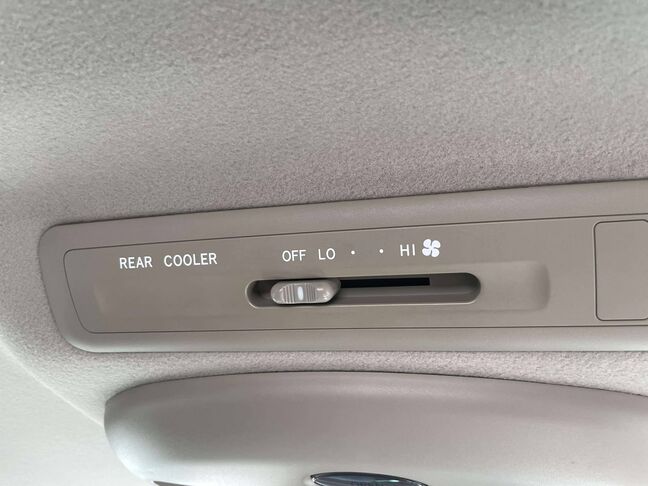 REAR COOLER OFF LO • • HI